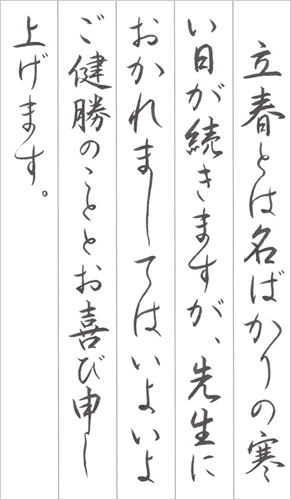 立春とは名ばかりの寒
い日が続きますが、先生に
おかれましてはいよいよ
ご健勝のこととお喜び申し
上げます。